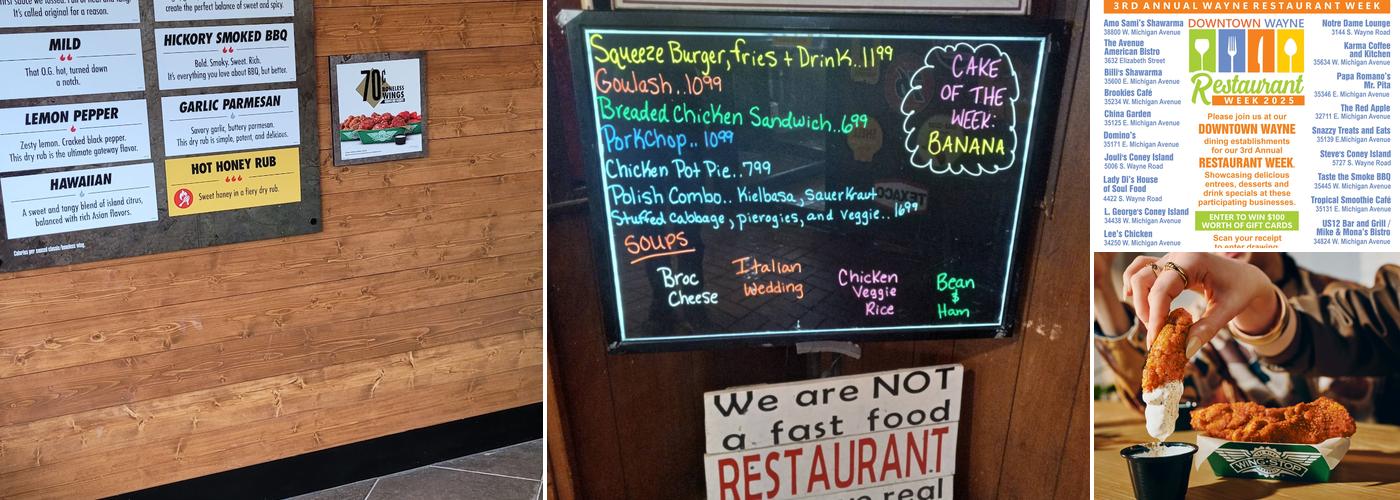 It's called original for a reason.
create the perfect balance of sweet and spicy.
MILD
That O.G. hot, turned down
a notch.
HICKORY SMOKED BBQ
Bold. Smoky. Sweet. Rich.
It's everything you love about BBQ, but better.
LEMON PEPPER
Zesty lemon. Cracked black pepper.
This dry rub is the ultimate gateway flavor.
GARLIC PARMESAN
Savory garlic, buttery parmesan.
This dry rub is simple, potent, and delicious.
HAWAIIAN
A sweet and tangy blend of island citrus,
balanced with rich Asian flavors.
HOT HONEY RUB
Sweet honey in a fiery dry rub.
70¢
BONELESS
WINGS
Squeeze Burger, fries + Drink..11⁹⁹
Goulash..10⁹⁹
Breaded Chicken Sandwich..6⁹⁹
PorkChop.. 10⁹⁹
Chicken Pot Pie..7⁹⁹
Polish Combo.. Kielbasa, Sauerkraut
Stuffed Cabbage, pierogies, and Veggie.. 16⁹⁹
CAKE
OF THE
WEEK:
BANANA
SOUPS
Broc
Cheese
Italian
Wedding
Chicken
Veggie
Rice
Bean
$
Ham
We are NOT
a fast food
RESTAURANT
real
3RD ANNUAL WAYNE RESTAURANT WEEK
Amo Sami's Shawarma
38800 W. Michigan Avenue
The Avenue
American Bistro
3632 Elizabeth Street
Billi's Shawarma
35600 E. Michigan Avenue
Brookies Café
35234 W. Michigan Avenue
China Garden
35125 E. Michigan Avenue
Domino's
35171 E. Michigan Avenue
Jouli's Coney Island
5006 S. Wayne Road
Lady Di's House
of Soul Food
4422 S. Wayne Road
L. George's Coney Island
34438 W. Michigan Avenue
Lee's Chicken
34250 W. Michigan Avenue
DOWNTOWN WAYNE
Restaurant
WEEK 2025
Please join us at our
DOWNTOWN WAYNE
dining establishments
for our 3rd Annual
RESTAURANT WEEK.
Showcasing delicious
entrees, desserts and
drink specials at these
participating businesses.
ENTER TO WIN $100
WORTH OF GIFT CARDS
Scan your receipt
to enter drawing
Notre Dame Lounge
3144 S. Wayne Road
Karma Coffee
and Kitchen
35634 W. Michigan Avenue
Papa Romano's
Mr. Pita
35346 E. Michigan Avenue
The Red Apple
32711 E. Michigan Avenue
Snazzy Treats and Eats
35139 E.Michigan Avenue
Steve's Coney Island
5727 S. Wayne Road
Taste the Smoke BBQ
35445 W. Michigan Avenue
Tropical Smoothie Café
35131 E. Michigan Avenue
US12 Bar and Grill /
Mike & Mona's Bistro
34824 W. Michigan Avenue
WING·STOP